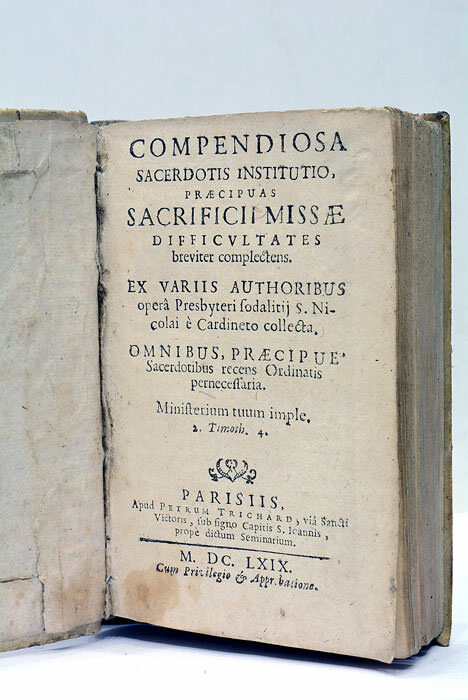 COMPENDIOSA
SACERDOTIS INSTITUTIO,
PRÆCIPUAS
SACRIFICII MISSÆ
DIFFICVLTATES
breviter complectens.
EX VARIIS AUTHORIBUS
operâ Presbyteri ſodalitij S. Ni-
colai è Cardineto collecta.
OMNIBUS, PRÆCIPUE
Sacerdotibus recens Ordinatis
perneceſſaria.
Miniſterium tuum imple,
2. Timoth. 4.
PARISIIS,
Apud PETRUM TRICHARD, viâ Sancti
Victoris, ſub ſigno Capitis S. Ioannis,
prope dictum Seminarium.
M. DC. LXIX.
Cum Privilegio & Approbatione.